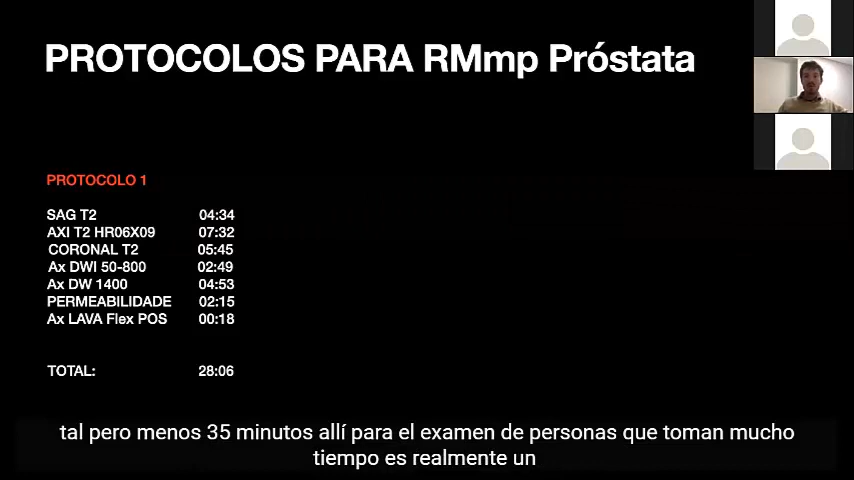 PROTOCOLOS PARA RMmp Próstata
PROTOCOLO 1
SAG T2 04:34
AXI T2 HR06X09 07:32
CORONAL T2 05:45
Ax DWI 50-800 02:49
Ax DW 1400 04:53
PERMEABILIDADE 02:15
Ax LAVA Flex POS 00:18
TOTAL: 28:06
tal pero menos 35 minutos allí para el examen de personas que toman mucho
tiempo es realmente un